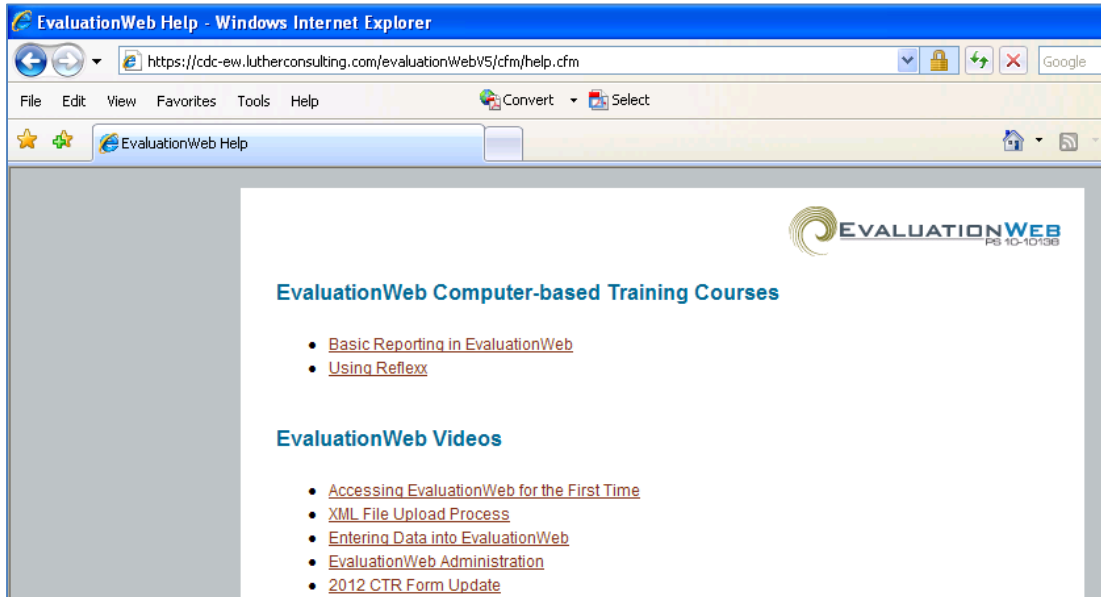 EvaluationWeb Help - Windows Internet Explorer
https://cdc-ew.lutherconsulting.com/evaluationWebV5/cfm/help.cfm Google
File Edit View Favorites Tools Help Convert Select
EvaluationWeb Help
EVALUATIONWEB
PS 10-10138
EvaluationWeb Computer-based Training Courses
• Basic Reporting in EvaluationWeb
• Using Reflexx
EvaluationWeb Videos
• Accessing EvaluationWeb for the First Time
• XML File Upload Process
• Entering Data into EvaluationWeb
• EvaluationWeb Administration
• 2012 CTR Form Update